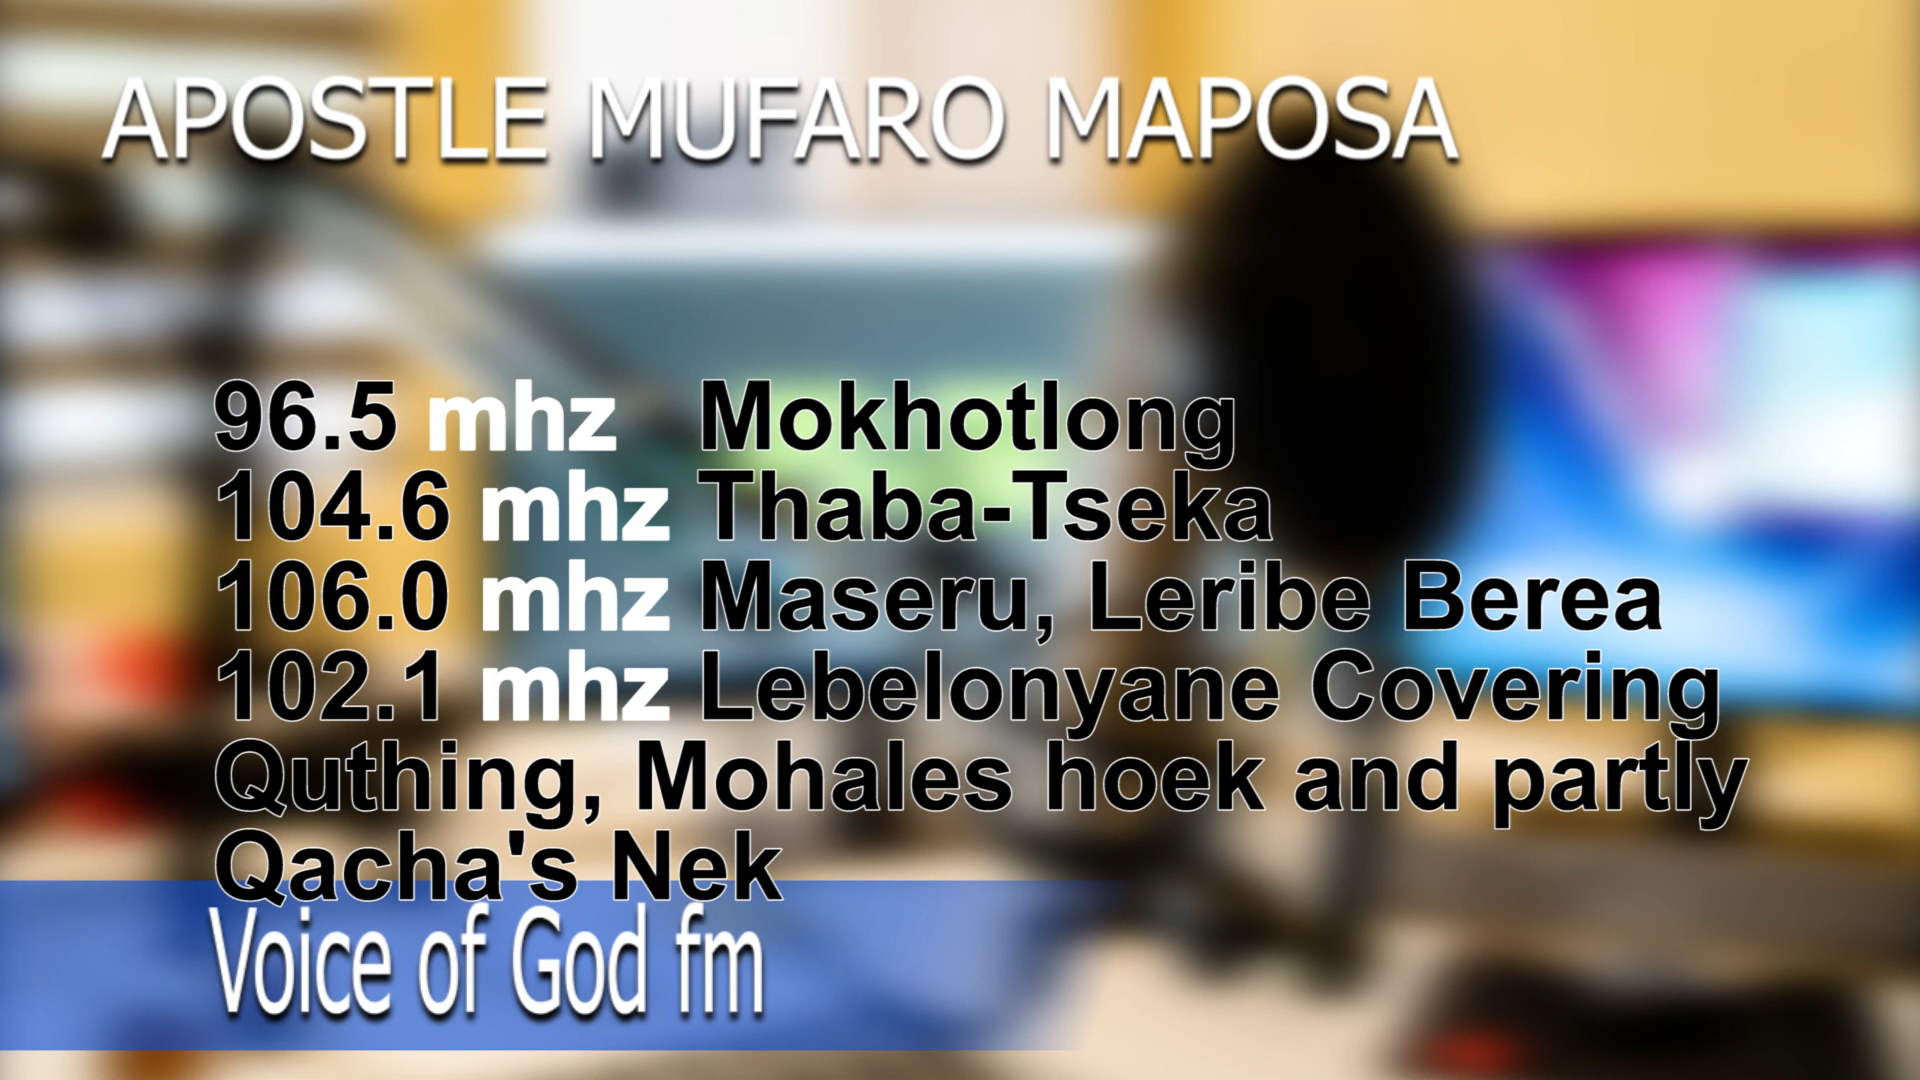 APOSTLE MUFARO MAPOSA
96.5 mhz Mokhotlong
104.6 mhz Thaba-Tseka
106.0 mhz Maseru, Leribe Berea
102.1 mhz Lebelonyane Covering
Quthing, Mohales hoek and partly
Qacha's Nek
Voice of God fm